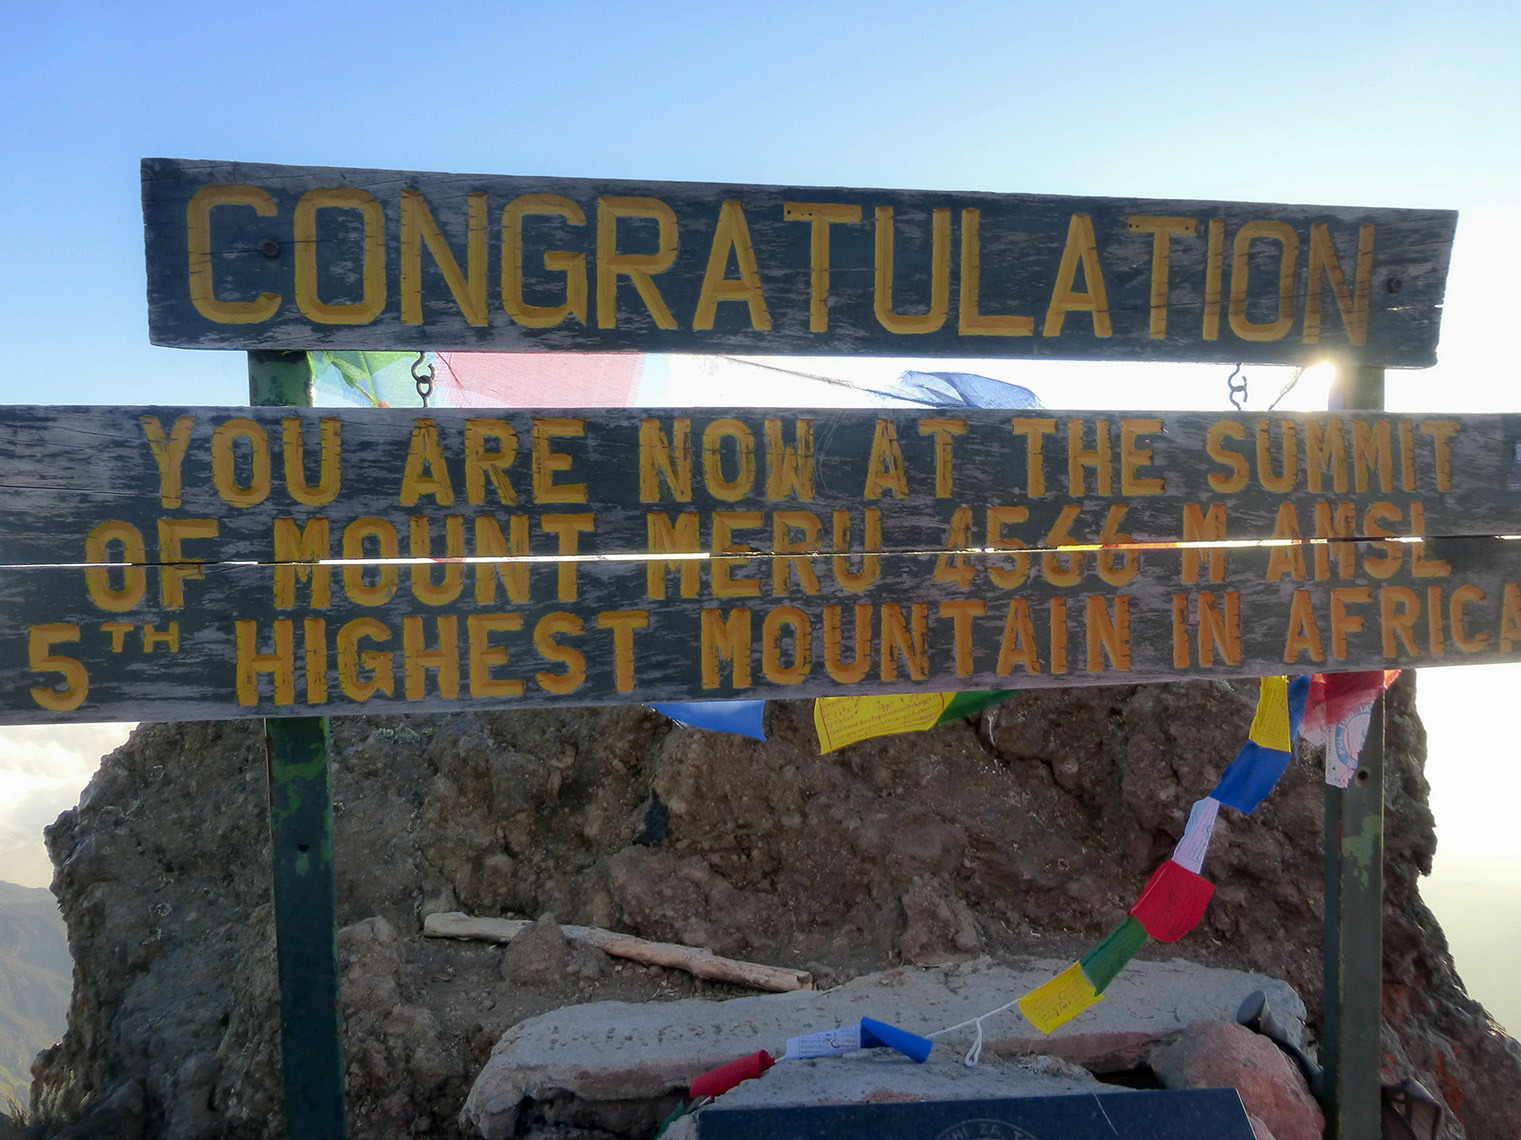 CONGRATULATION
YOU ARE NOW AT THE SUMMIT
OF MOUNT MERU 4566 M AMSL
5TH HIGHEST MOUNTAIN IN AFRICA